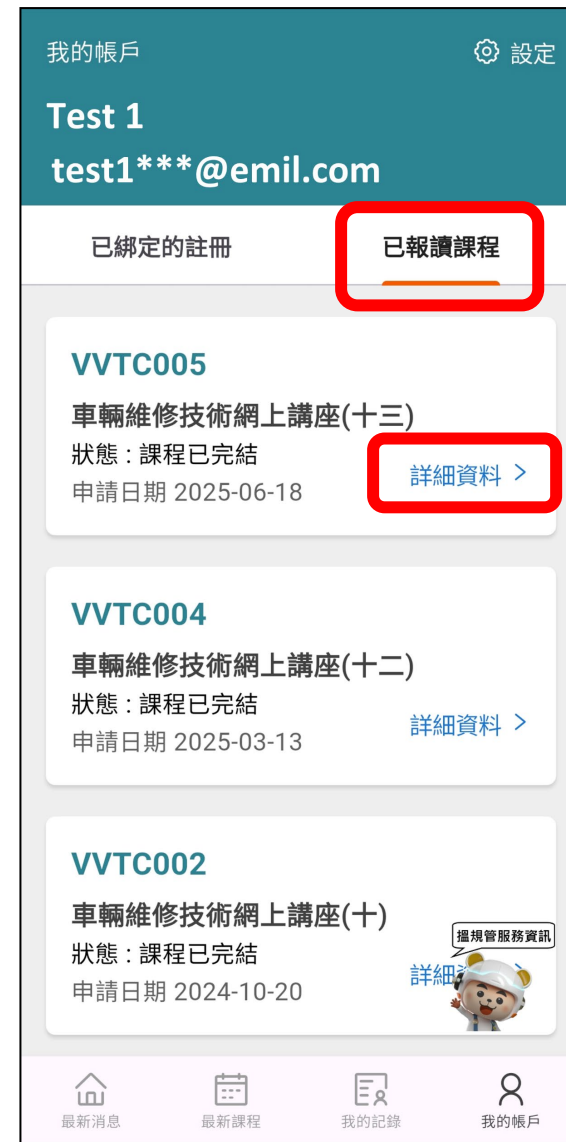 我的帳戶
設定
Test 1
test1***@emil.com
已綁定的註冊
已報讀課程
VVTC005
車輛維修技術網上講座(十三)
狀態 : 課程已完結
申請日期 2025-06-18
詳細資料 >
VVTC004
車輛維修技術網上講座(十二)
狀態 : 課程已完結
申請日期 2025-03-13
詳細資料 >
VVTC002
車輛維修技術網上講座(十)
搵規管服務資訊
狀態 : 課程已完結
申請日期 2024-10-20
詳細
最新消息
最新課程
我的記錄
我的帳戶